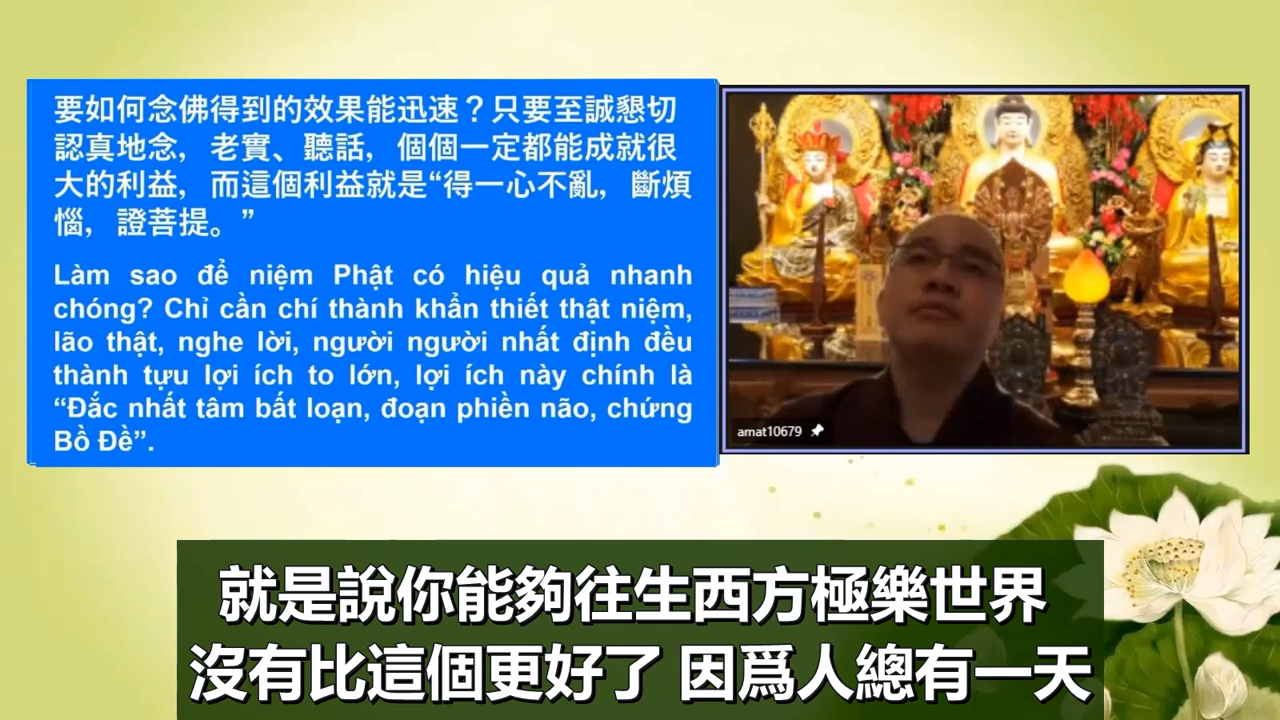 要如何念佛得到的效果能迅速？只要至誠懇切
認真地念，老實、聽話，個個一定都能成就很
大的利益，而這個利益就是“得一心不亂，斷煩
惱，證菩提。”
Làm sao để niệm Phật có hiệu quả nhanh
chóng? Chỉ cần chí thành khẩn thiết thật niệm,
lão thật, nghe lời, người người nhất định đều
thành tựu lợi ích to lớn, lợi ích này chính là
“Đắc nhất tâm bất loạn, đoạn phiền não, chứng
Bồ Đề”.
amat10679
就是說你能夠往生西方極樂世界
沒有比這個更好了 因爲人總有一天